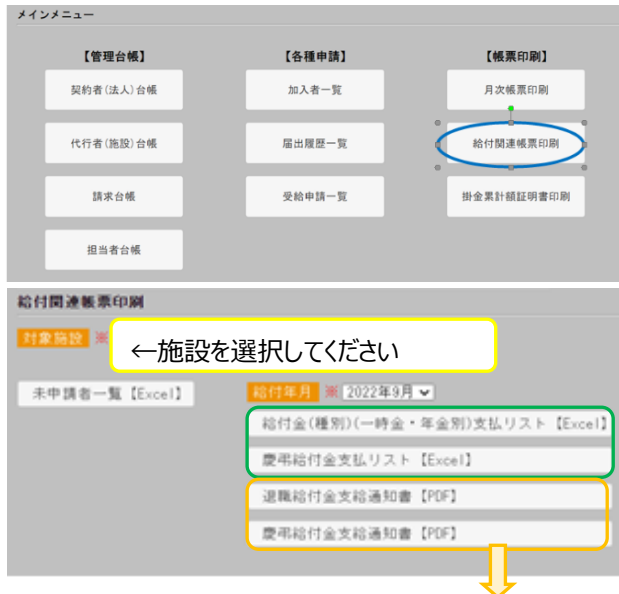 メインメニュー
【管理台帳】 【各種申請】 【帳票印刷】
契約者(法人)台帳 加入者一覧 月次帳票印刷
代行者(施設)台帳 届出履歴一覧 給付関連帳票印刷
請求台帳 受給申請一覧 掛金累計額証明書印刷
担当者台帳
給付関連帳票印刷
対象施設 ※ ←施設を選択してください
未申請者一覧【Excel】 給付年月 ※ 2022年9月
給付金(種別)(一時金・年金別)支払リスト【Excel】
慶弔給付金支払リスト【Excel】
退職給付金支給通知書【PDF】
慶弔給付金支給通知書【PDF】